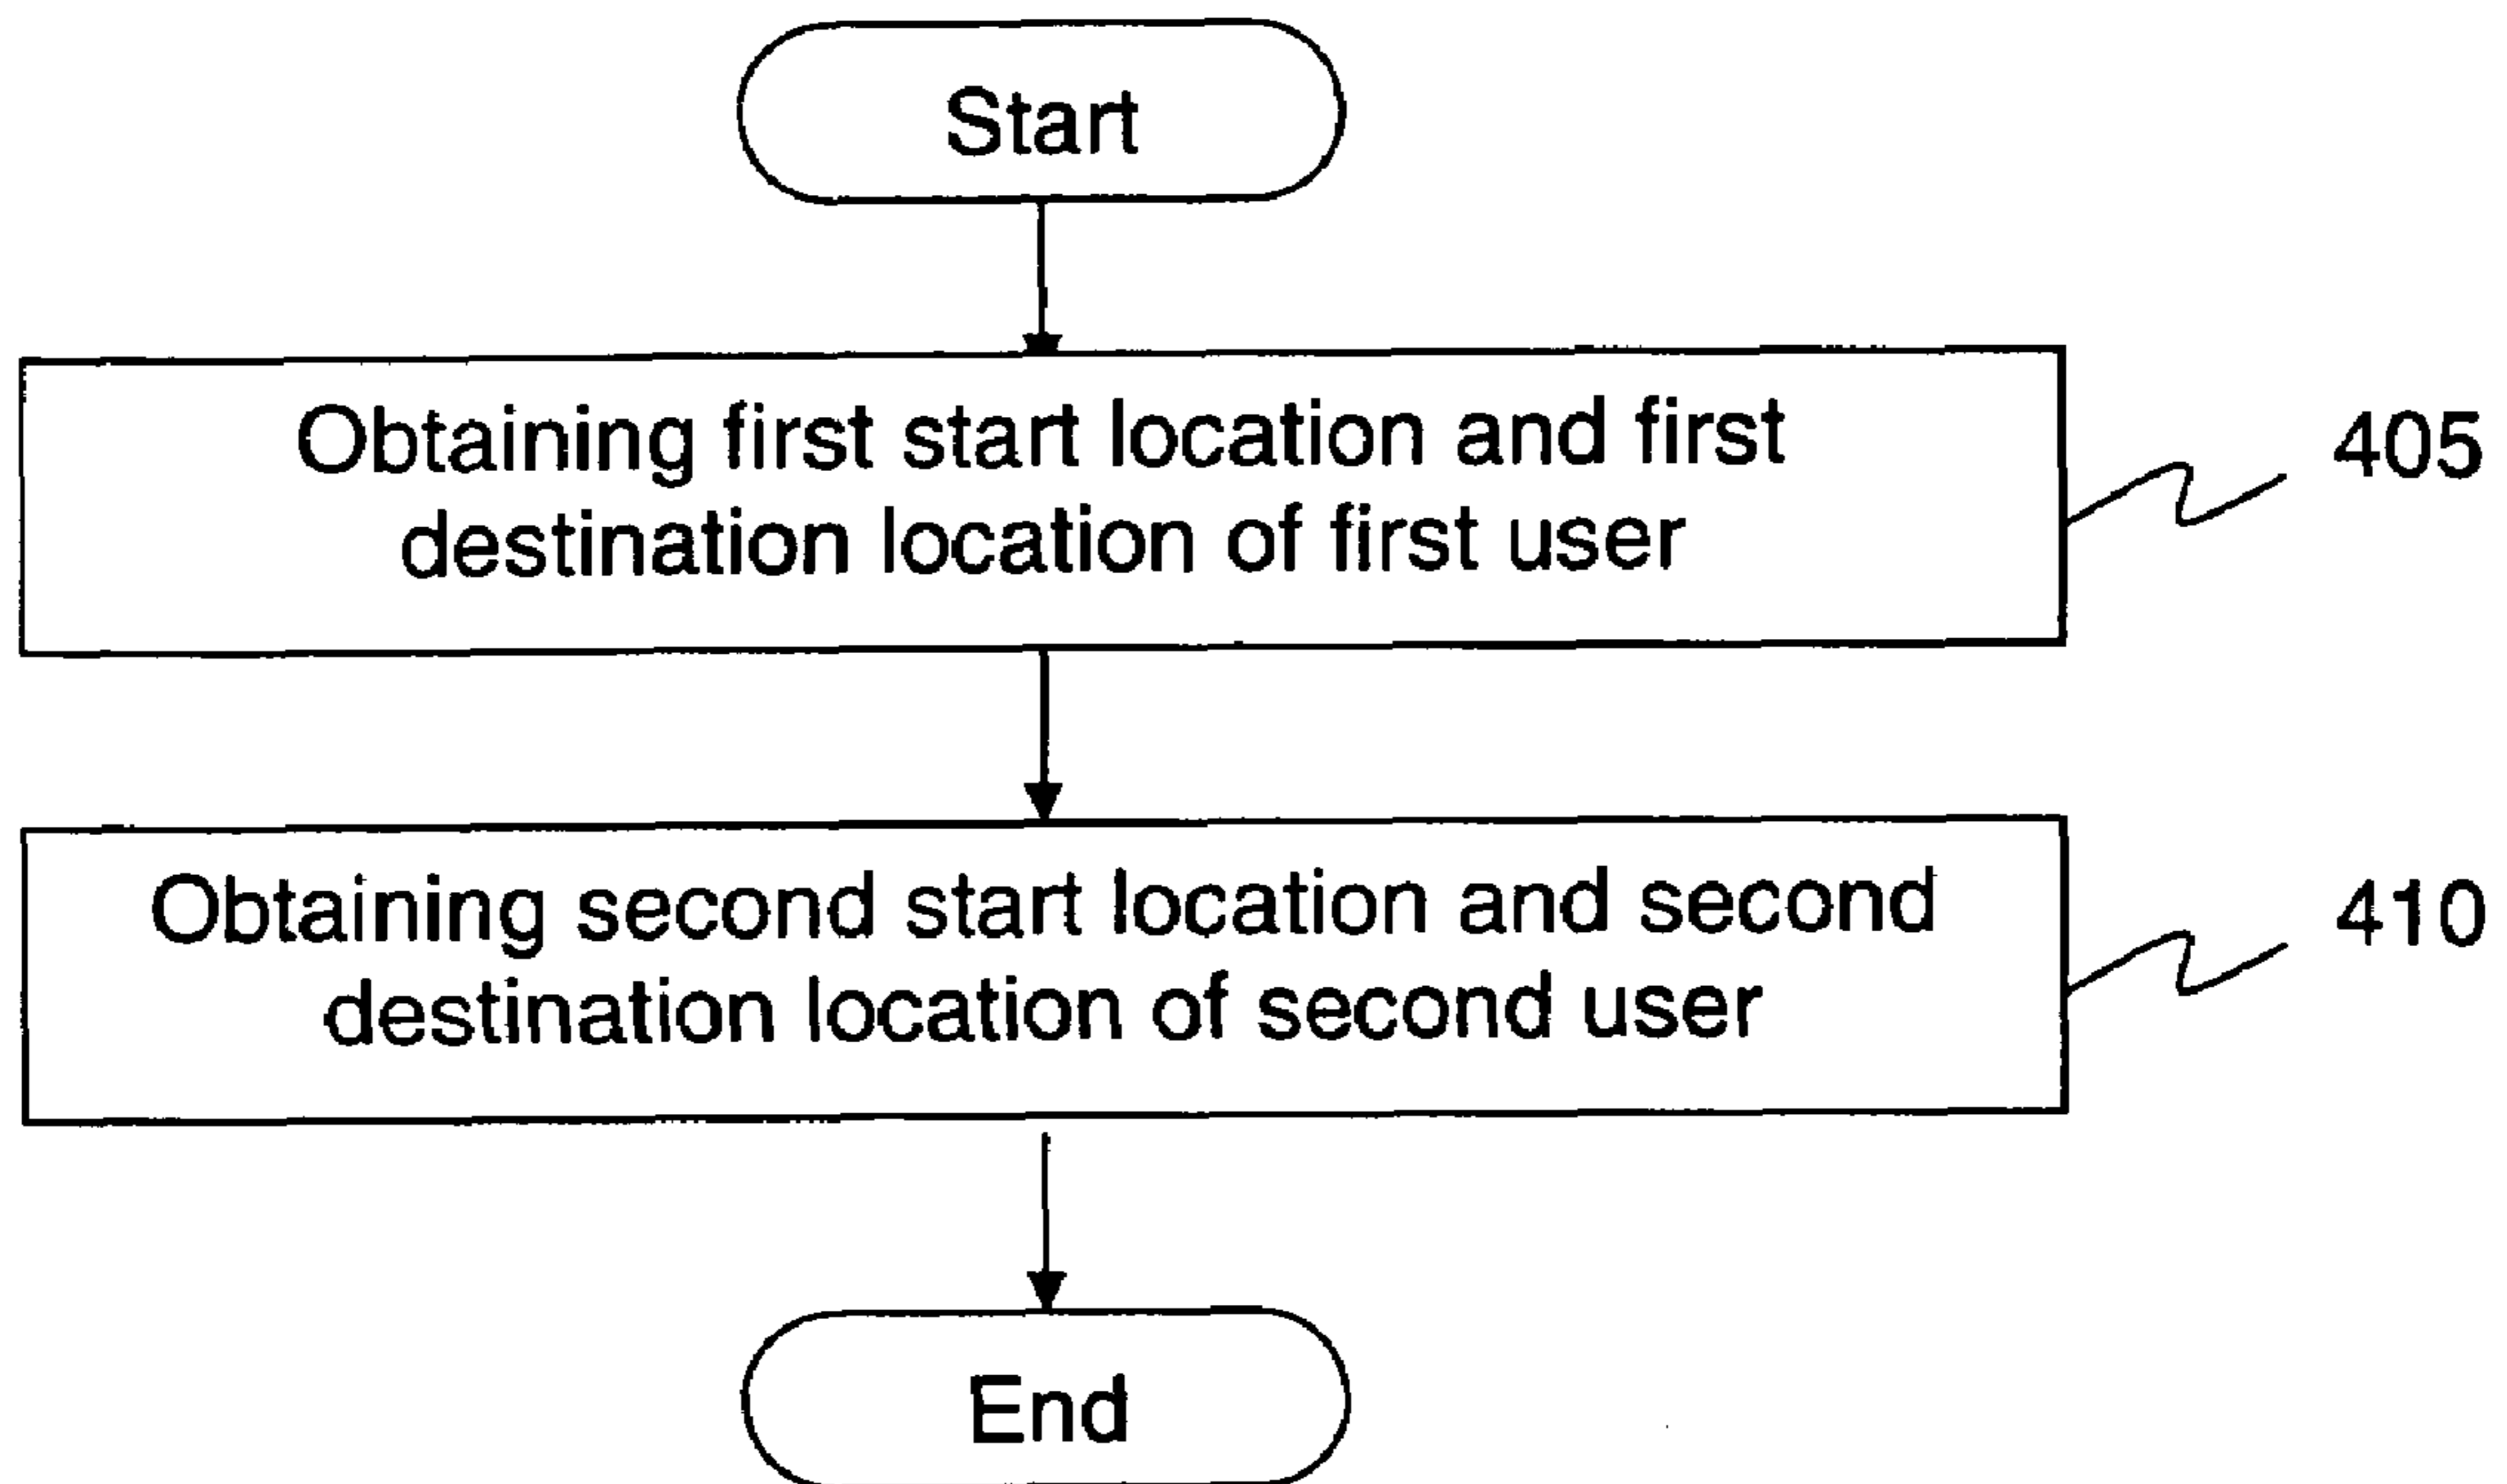 Start
Obtaining first start location and first
destination location of first user
405
Obtaining second start location and second
destination location of second user
410
End